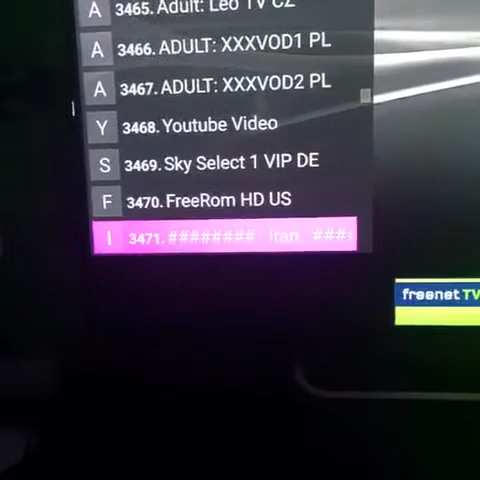 A 3465. Adult: Leo TV CZ
A 3466. ADULT: XXXVOD1 PL
A 3467. ADULT: XXXVOD2 PL
Y 3468. Youtube Video
S 3469. Sky Select 1 VIP DE
F 3470. FreeRom HD US
I 3471. ######## Iran ###
freenet TV